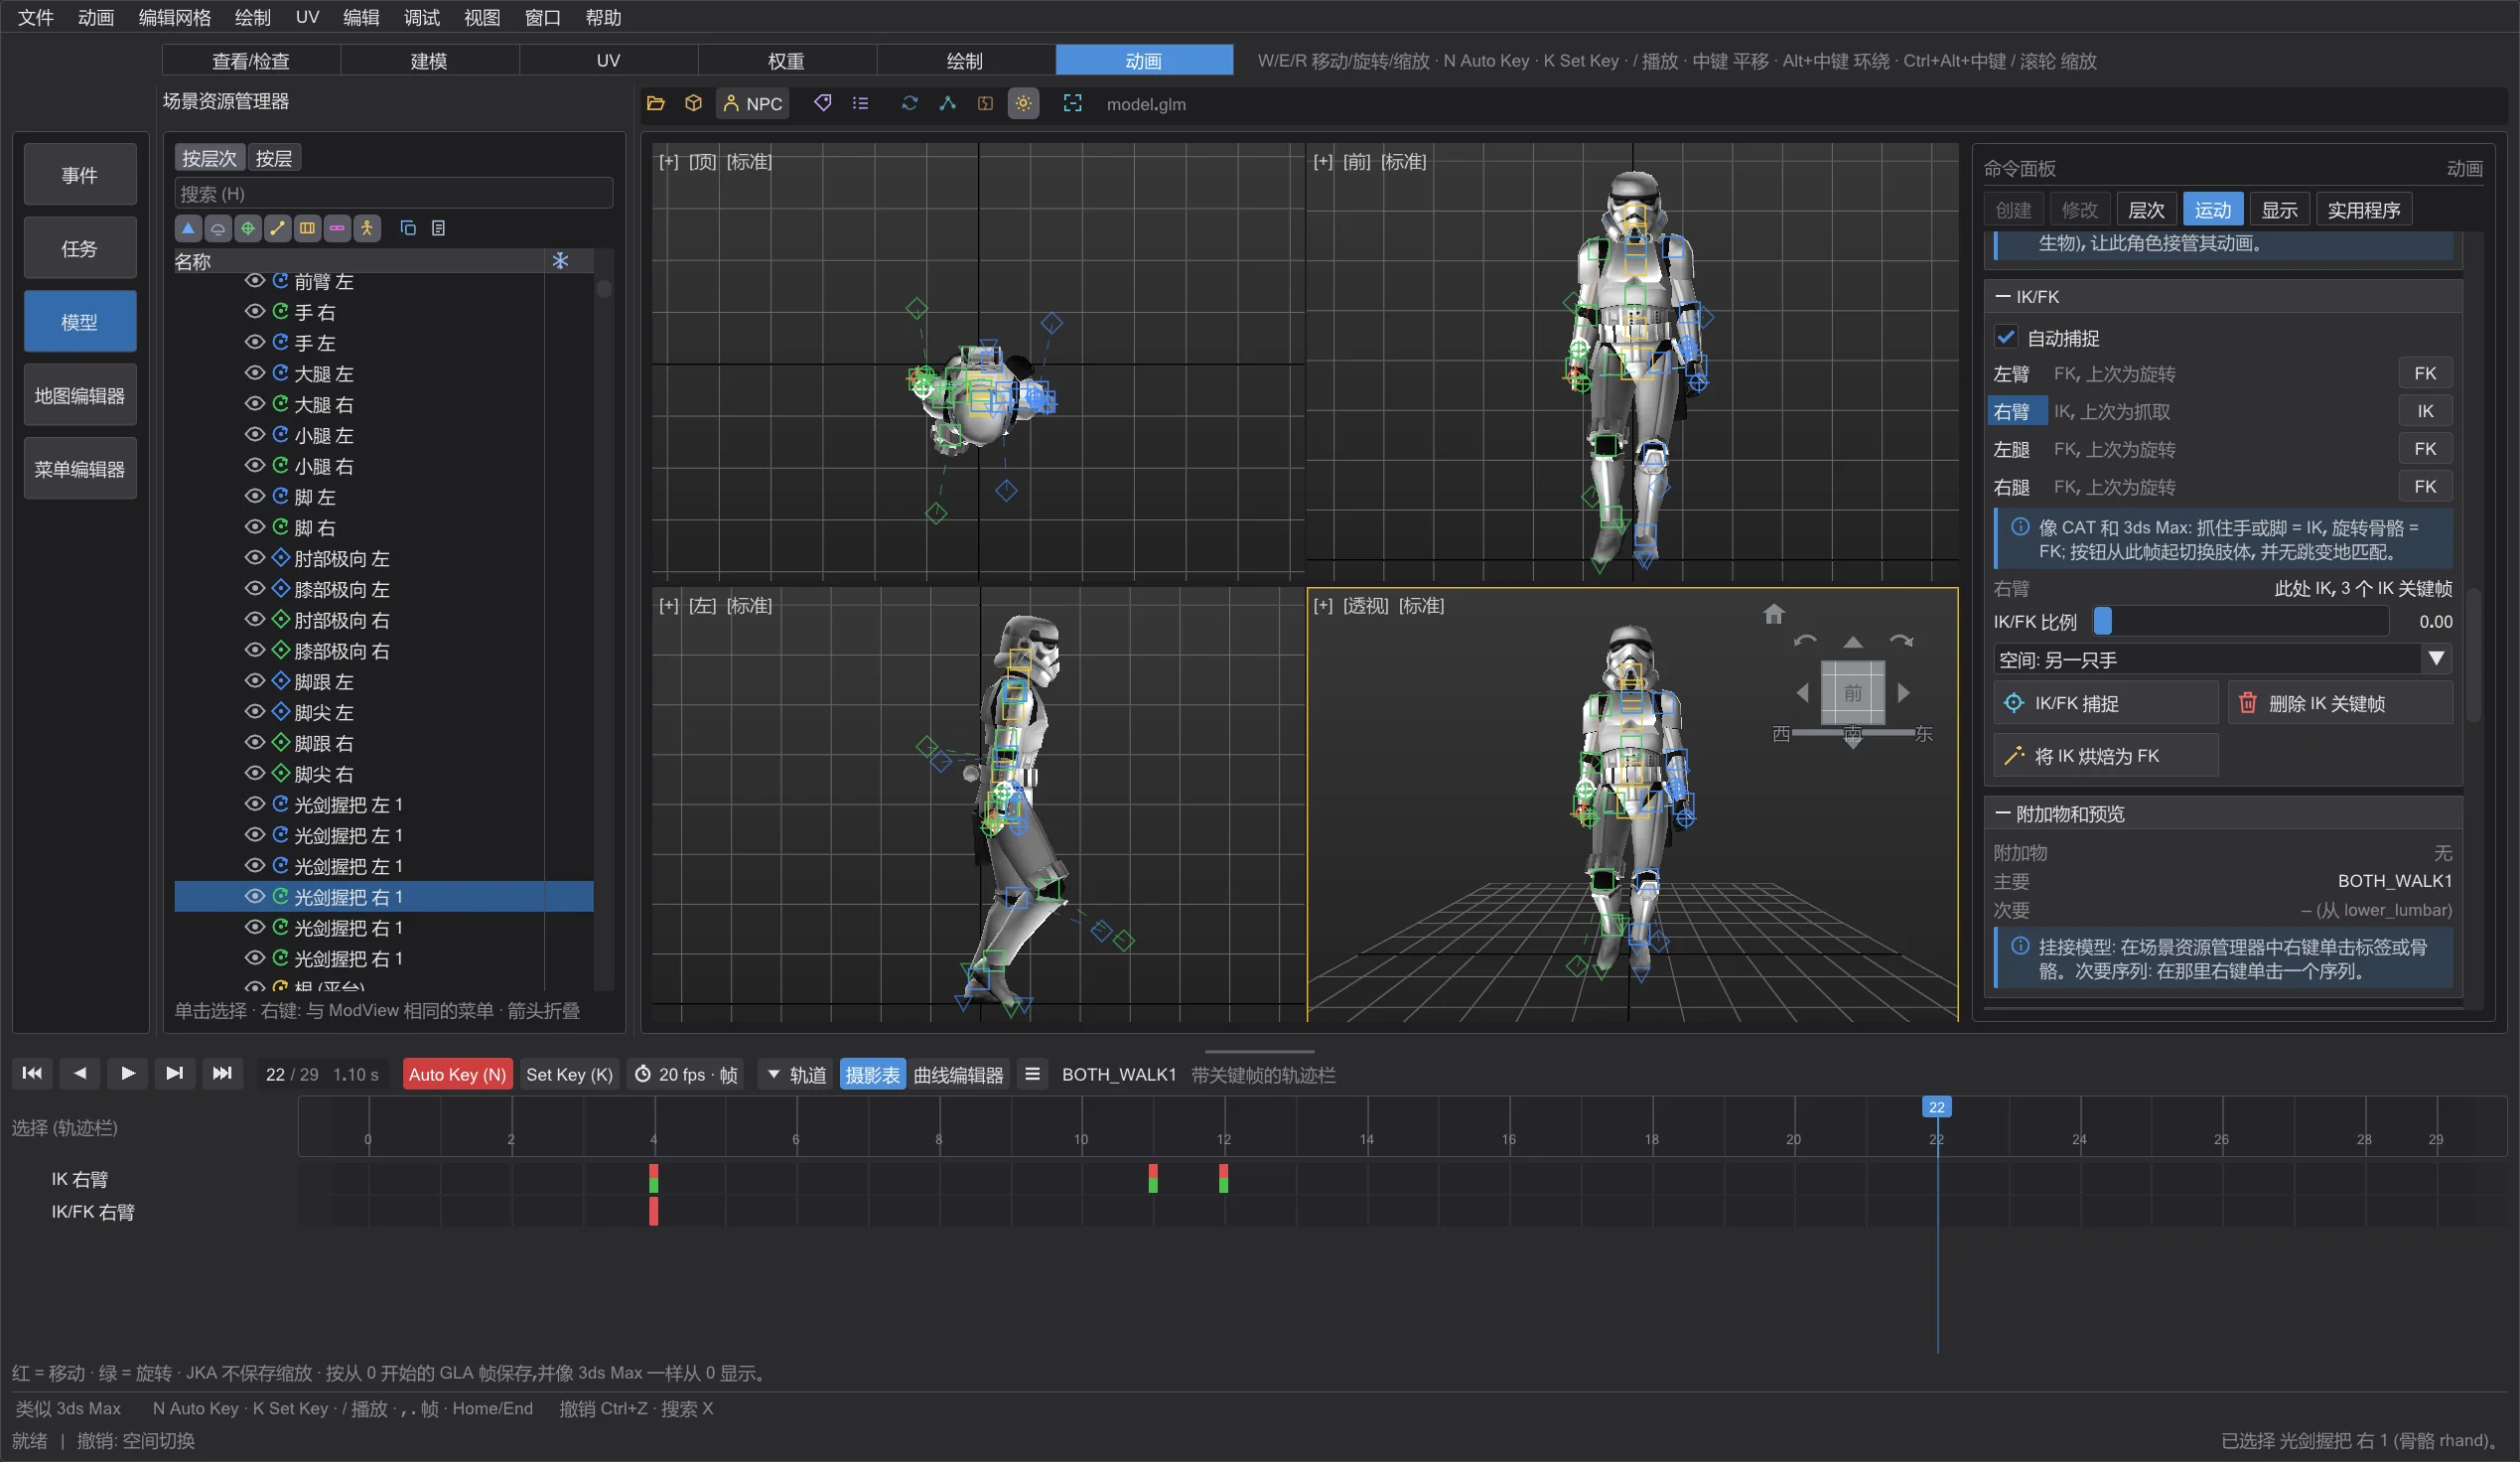 文件 动画 编辑网格 绘制 UV 编辑 调试 视图 窗口 帮助
查看/检查 建模 UV 权重 绘制 动画 W/E/R 移动/旋转/缩放 · N Auto Key · K Set Key · / 播放 · 中键 平移 · Alt+中键 环绕 · Ctrl+Alt+中键 / 滚轮 缩放
场景资源管理器
NPC model.glm
事件
任务
模型
地图编辑器
菜单编辑器
按层次 按层
搜索 (H)
名称
前臂 左
手 右
手 左
大腿 左
大腿 右
小腿 左
小腿 右
脚 左
脚 右
肘部极向 左
膝部极向 左
肘部极向 右
膝部极向 右
脚跟 左
脚尖 左
脚跟 右
脚尖 右
光剑握把 左 1
光剑握把 左 1
光剑握把 左 1
光剑握把 右 1
光剑握把 右 1
光剑握把 右 1
根 (平台)
单击选择 · 右键: 与 ModView 相同的菜单 · 箭头折叠
[+] [顶] [标准]
[+] [前] [标准]
[+] [左] [标准]
[+] [透视] [标准]
前
西 南 东
命令面板 动画
创建 修改 层次 运动 显示 实用程序
生物), 让此角色接管其动画。
IK/FK
自动捕捉
左臂 FK, 上次为旋转 FK
右臂 IK, 上次为抓取 IK
左腿 FK, 上次为旋转 FK
右腿 FK, 上次为旋转 FK
像 CAT 和 3ds Max: 抓住手或脚 = IK, 旋转骨骼 =
FK; 按钮从此帧起切换肢体, 并无跳变地匹配。
右臂 此处 IK, 3 个 IK 关键帧
IK/FK 比例 0.00
空间: 另一只手
IK/FK 捕捉 删除 IK 关键帧
将 IK 烘焙为 FK
附加物和预览
附加物 无
主要 BOTH_WALK1
次要 – (从 lower_lumbar)
挂接模型: 在场景资源管理器中右键单击标签或骨
骼。次要序列: 在那里右键单击一个序列。
22 / 29 1.10 s Auto Key (N) Set Key (K) 20 fps · 帧 轨道 摄影表 曲线编辑器 BOTH_WALK1 带关键帧的轨迹栏
22
选择 (轨迹栏)
0 2 4 6 8 10 12 14 16 18 20 22 24 26 28 29
IK 右臂
IK/FK 右臂
红 = 移动 · 绿 = 旋转 · JKA 不保存缩放 · 按从 0 开始的 GLA 帧保存,并像 3ds Max 一样从 0 显示。
类似 3ds Max N Auto Key · K Set Key · / 播放 · , . 帧 · Home/End 撤销 Ctrl+Z · 搜索 X
就绪 | 撤销: 空间切换
已选择 光剑握把 右 1 (骨骼 rhand)。